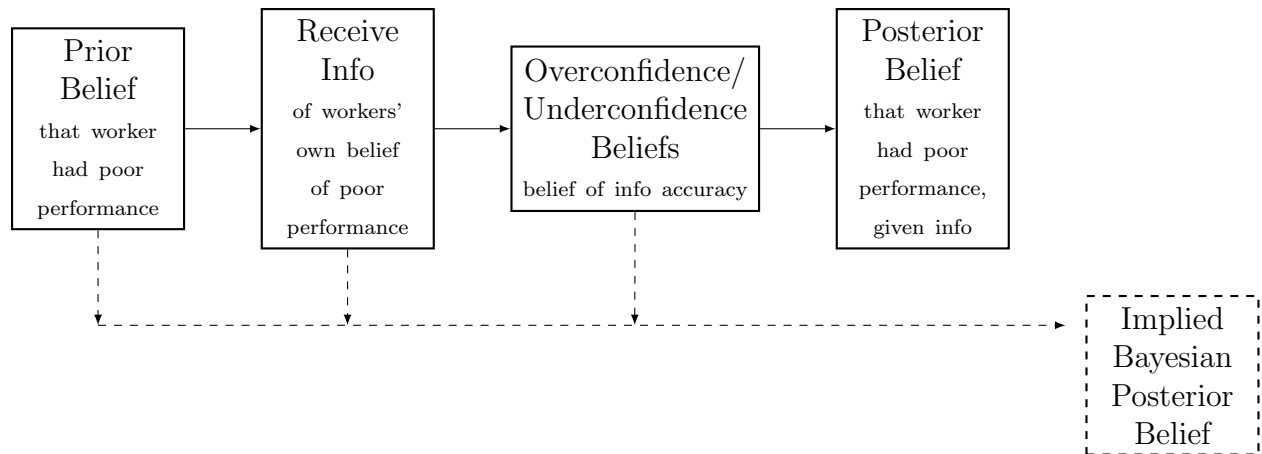 Prior
Belief
that worker
had poor
performance
Receive
Info
of workers'
own belief
of poor
performance
Overconfidence/
Underconfidence
Beliefs
belief of info accuracy
Posterior
Belief
that worker
had poor
performance,
given info
Implied
Bayesian
Posterior
Belief